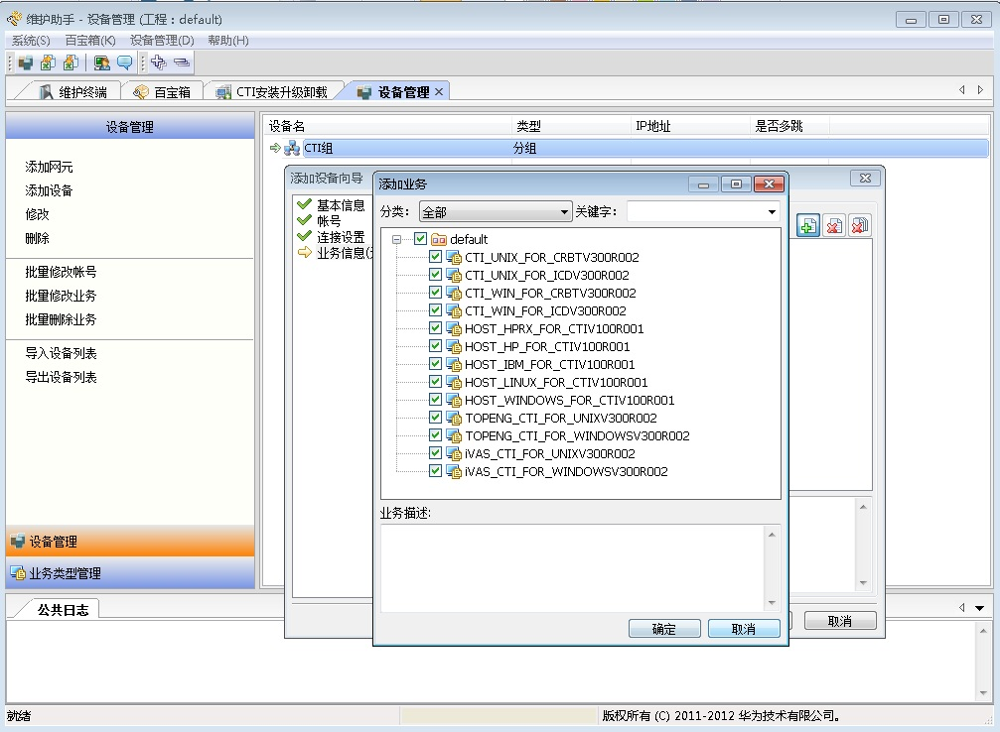 维护助手 - 设备管理 (工程：default)
系统(S) 百宝箱(K) 设备管理(D) 帮助(H)
维护终端 百宝箱 CTI安装升级卸载 设备管理
设备管理
添加网元
添加设备
修改
删除
批量修改帐号
批量修改业务
批量删除业务
导入设备列表
导出设备列表
设备管理
业务类型管理
设备名 类型 IP地址 是否多跳
CTI组 分组
添加设备向导
基本信息
帐号
连接设置
业务信息(
添加业务
分类： 全部 关键字：
default
CTI_UNIX_FOR_CRBTV300R002
CTI_UNIX_FOR_ICDV300R002
CTI_WIN_FOR_CRBTV300R002
CTI_WIN_FOR_ICDV300R002
HOST_HPRX_FOR_CTIV100R001
HOST_HP_FOR_CTIV100R001
HOST_IBM_FOR_CTIV100R001
HOST_LINUX_FOR_CTIV100R001
HOST_WINDOWS_FOR_CTIV100R001
TOPENG_CTI_FOR_UNIXV300R002
TOPENG_CTI_FOR_WINDOWSV300R002
iVAS_CTI_FOR_UNIXV300R002
iVAS_CTI_FOR_WINDOWSV300R002
业务描述:
确定 取消
取消
公共日志
就绪
版权所有 (C) 2011-2012 华为技术有限公司。